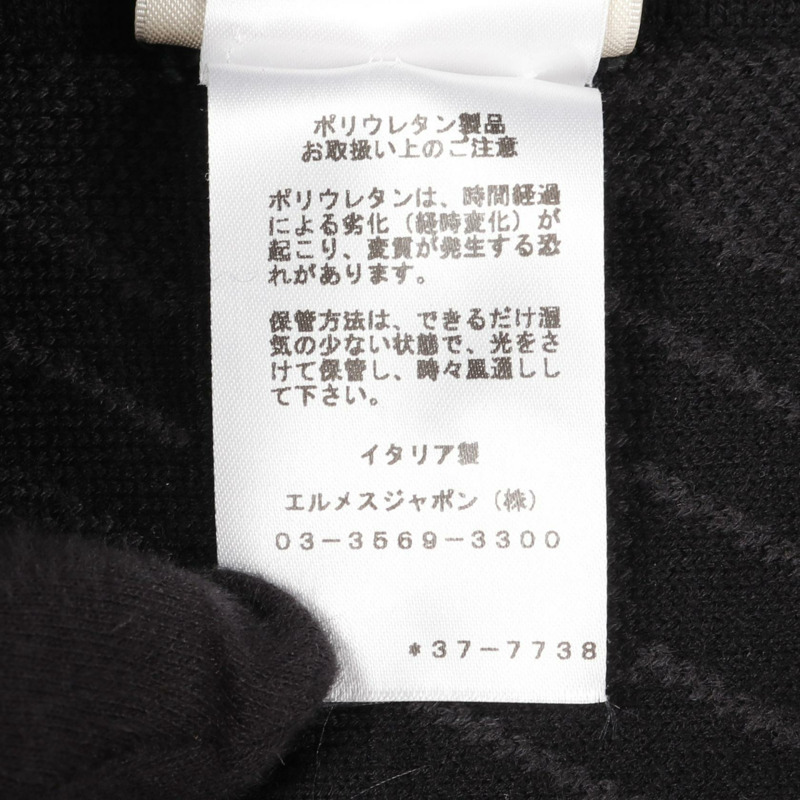 ポリウレタン製品
お取扱い上のご注意
ポリウレタンは、時間経過
による劣化（経時変化）が
起こり、変質が発生する恐
れがあります。
保管方法は、できるだけ湿
気の少ない状態で、光をさ
けて保管し、時々風通しし
て下さい。
イタリア製
エルメスジャポン（株）
03－3569－3300
*37－7738